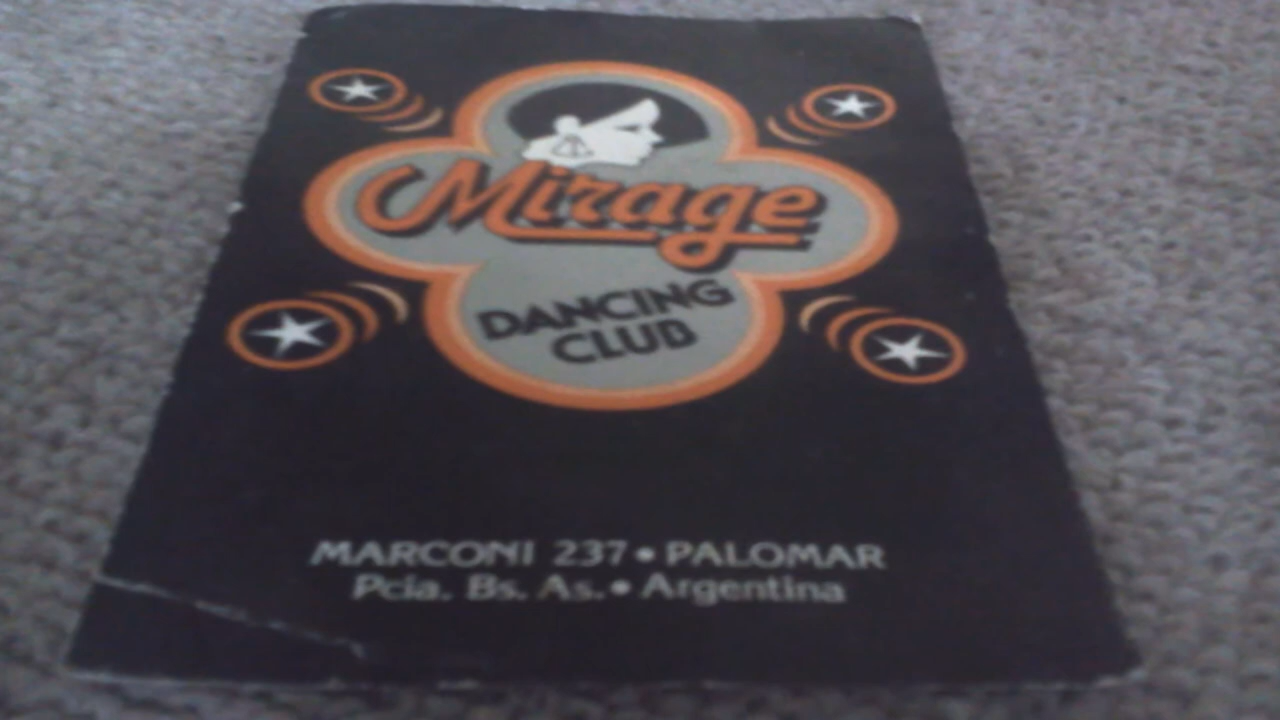 Mirage
DANCING
CLUB
MARCONI 237 • PALOMAR
Pcia. Bs. As. • Argentina